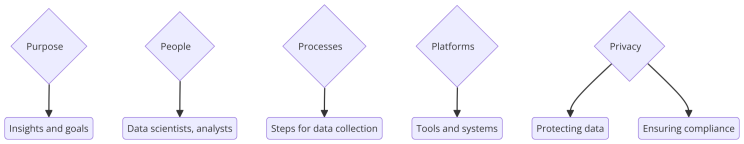 Purpose
People
Processes
Platforms
Privacy
Insights and goals
Data scientists, analysts
Steps for data collection
Tools and systems
Protecting data
Ensuring compliance